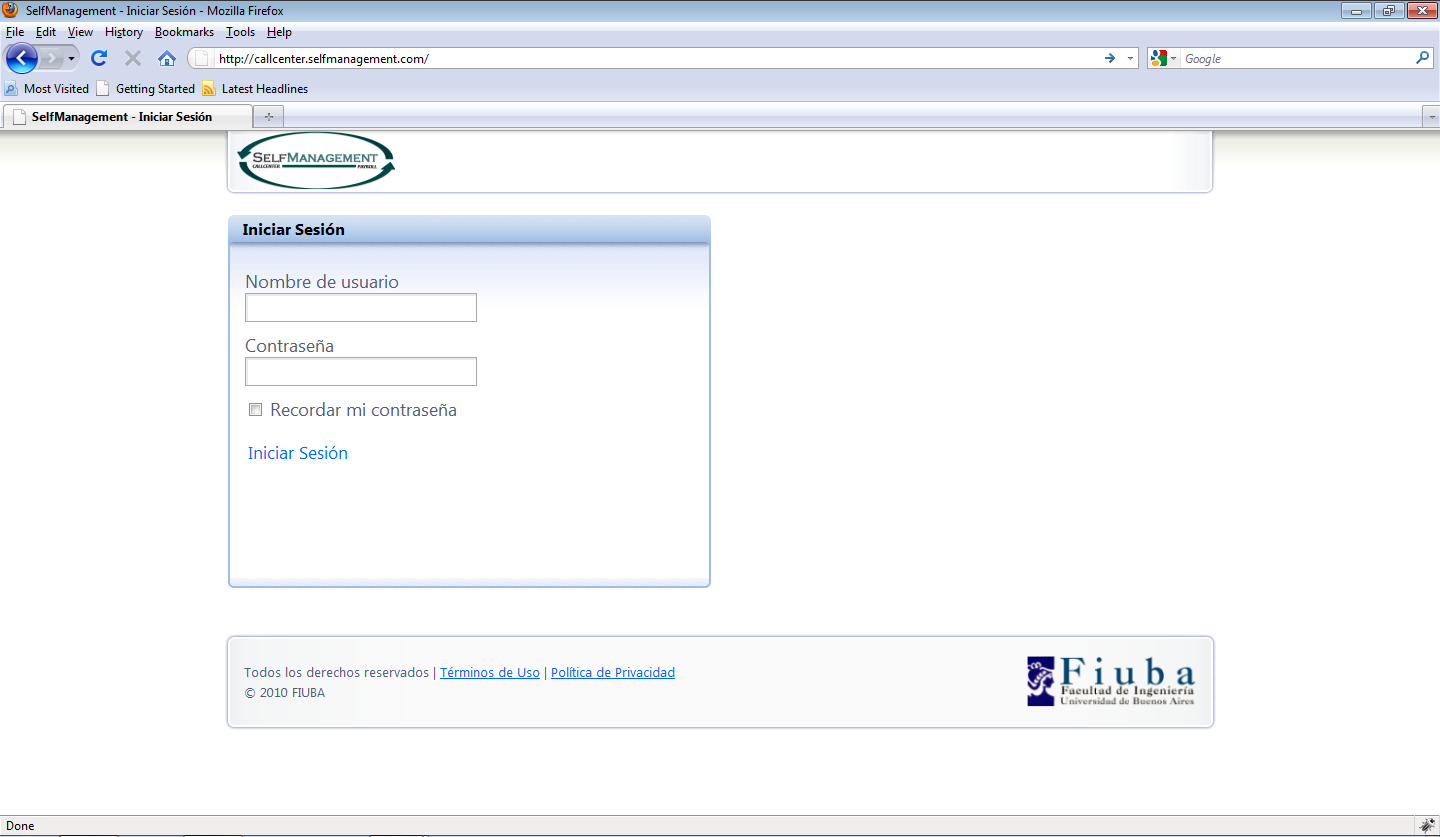 SelfManagement - Iniciar Sesión - Mozilla Firefox
File Edit View History Bookmarks Tools Help
http://callcenter.selfmanagement.com/ Google
Most Visited Getting Started Latest Headlines
SelfManagement - Iniciar Sesión
SELFMANAGEMENT
CALLCENTER PAYROLL
Iniciar Sesión
Nombre de usuario
Contraseña
Recordar mi contraseña
Iniciar Sesión
Todos los derechos reservados | Términos de Uso | Política de Privacidad
© 2010 FIUBA
Fiuba
Facultad de Ingeniería
Universidad de Buenos Aires
Done